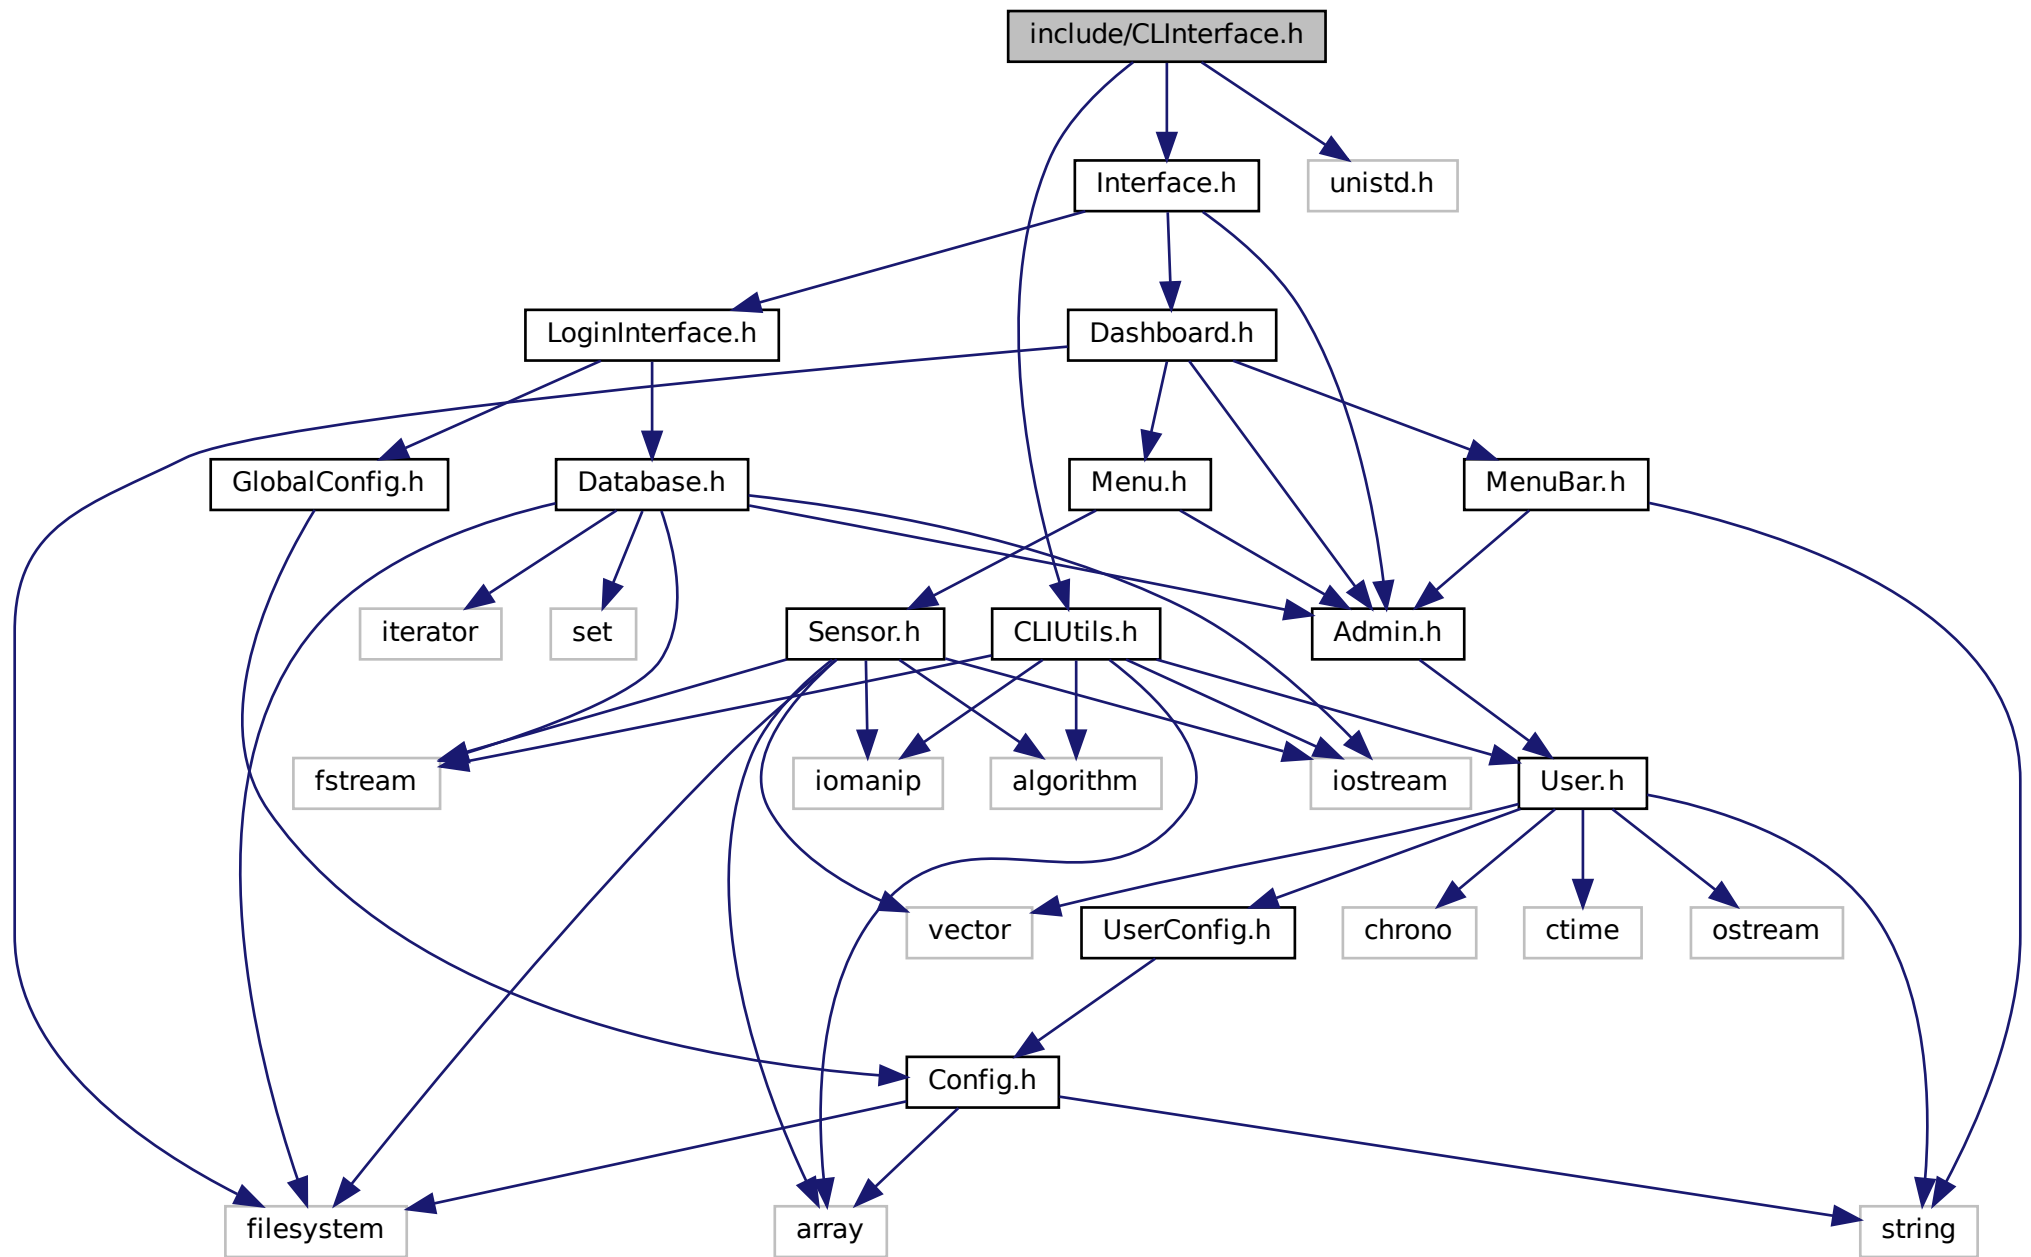 include/CLInterface.h
Interface.h
unistd.h
LoginInterface.h
Dashboard.h
GlobalConfig.h
Database.h
Menu.h
MenuBar.h
iterator
set
Sensor.h
CLIUtils.h
Admin.h
fstream
iomanip
algorithm
iostream
User.h
vector
UserConfig.h
chrono
ctime
ostream
Config.h
filesystem
array
string